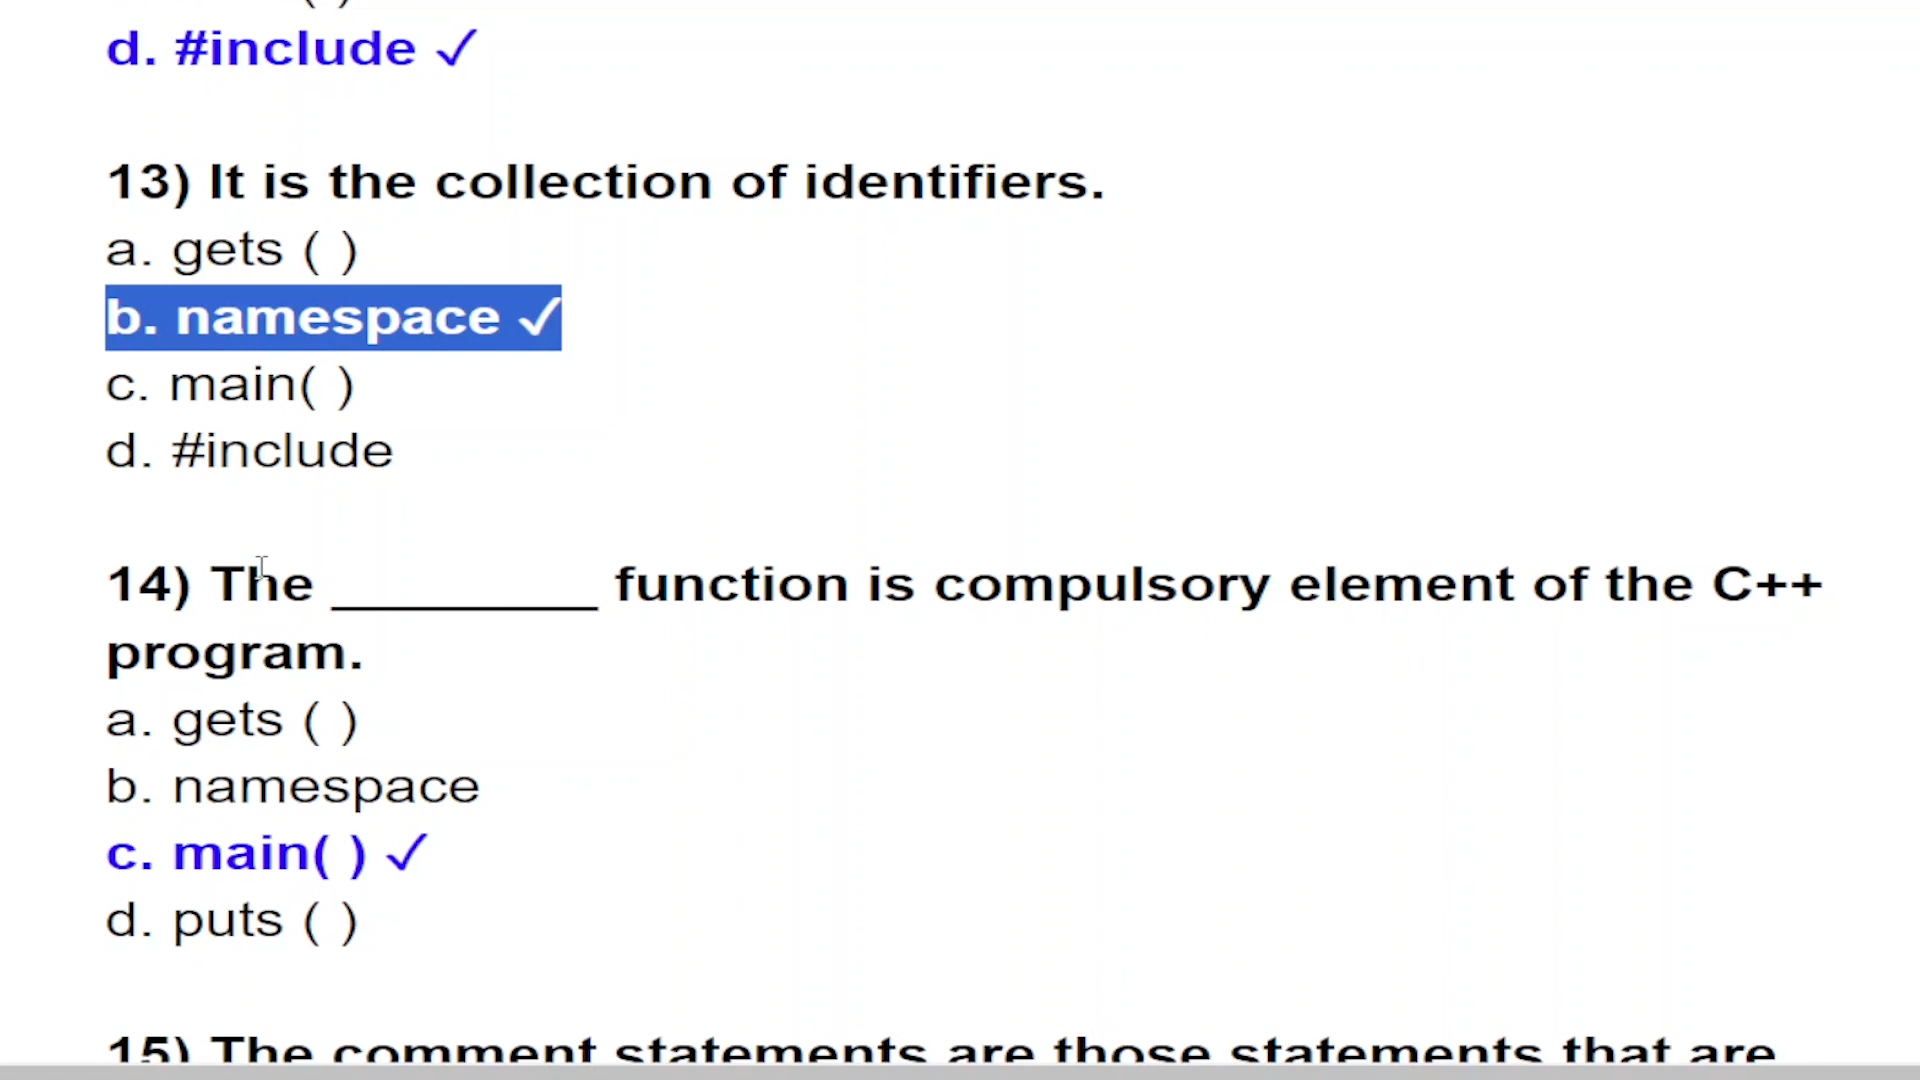 d. #include ✓
13) It is the collection of identifiers.
a. gets ( )
b. namespace ✓
c. main( )
d. #include
14) The ________ function is compulsory element of the C++
program.
a. gets ( )
b. namespace
c. main( ) ✓
d. puts ( )
15) The comment statements are those statements that are